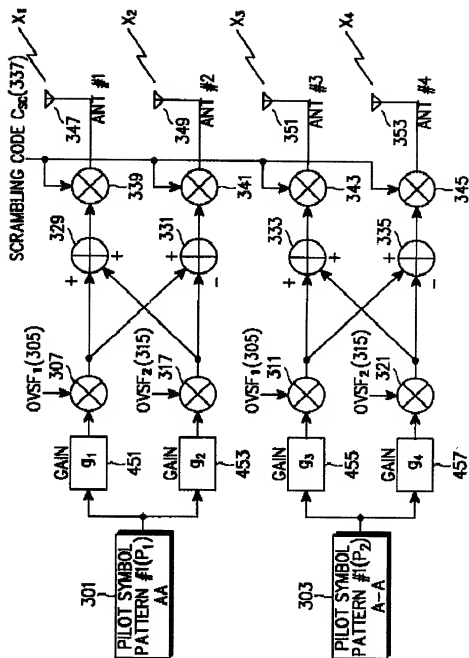 SCRAMBLING CODE CSC(337)
X1
X2
X3
X4
347
349
351
353
ANT #1
ANT #2
ANT #3
ANT #4
339
341
343
345
329
331
333
335
+
+
+
-
+
+
+
-
OVSF1(305)
307
OVSF2(315)
317
OVSF1(305)
311
OVSF2(315)
321
GAIN
g1
451
GAIN
g2
453
GAIN
g3
455
GAIN
g4
457
301
PILOT SYMBOL
PATTERN #1(P1)
AA
303
PILOT SYMBOL
PATTERN #1(P2)
A-A